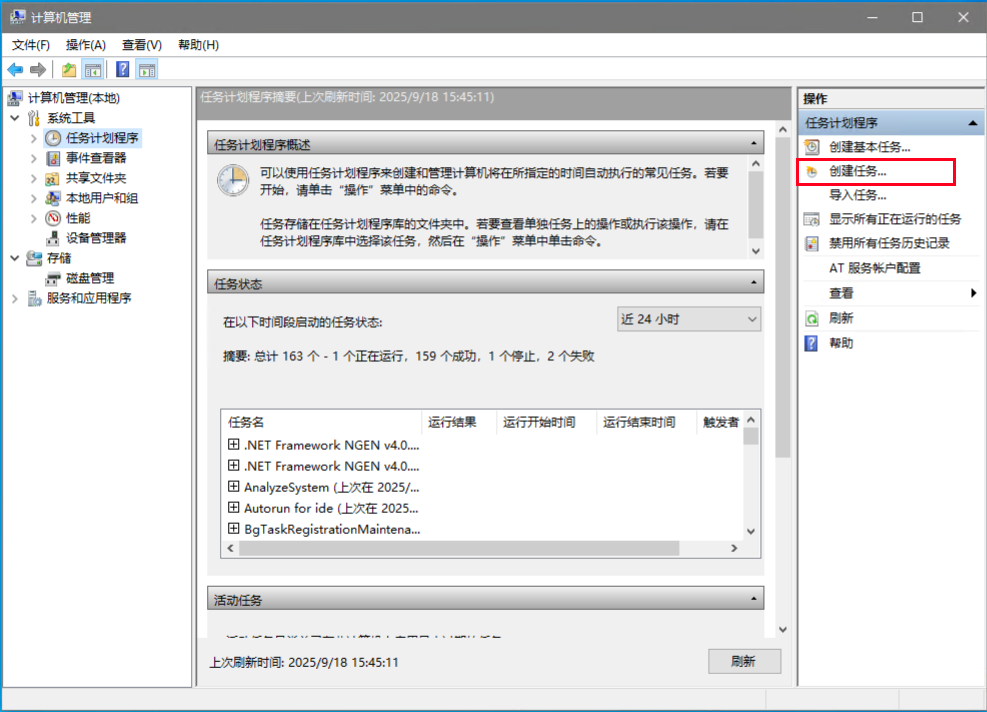 计算机管理
文件(F) 操作(A) 查看(V) 帮助(H)
计算机管理(本地)
系统工具
任务计划程序
事件查看器
共享文件夹
本地用户和组
性能
设备管理器
存储
磁盘管理
服务和应用程序
任务计划程序摘要(上次刷新时间: 2025/9/18 15:45:11)
任务计划程序概述
可以使用任务计划程序来创建和管理计算机将在所指定的时间自动执行的常见任务。若要
开始，请单击“操作”菜单中的命令。
任务存储在任务计划程序库的文件夹中。若要查看单独任务上的操作或执行该操作，请在
任务计划程序库中选择该任务，然后在“操作”菜单中单击命令。
任务状态
在以下时间段启动的任务状态:
近 24 小时
摘要: 总计 163 个 - 1 个正在运行，159 个成功，1 个停止，2 个失败
任务名 运行结果 运行开始时间 运行结束时间 触发者
.NET Framework NGEN v4.0....
.NET Framework NGEN v4.0....
AnalyzeSystem (上次在 2025/...
Autorun for ide (上次在 2025...
BgTaskRegistrationMaintena...
活动任务
上次刷新时间: 2025/9/18 15:45:11
刷新
操作
任务计划程序
创建基本任务...
创建任务...
导入任务...
显示所有正在运行的任务
禁用所有任务历史记录
AT 服务帐户配置
查看
刷新
帮助